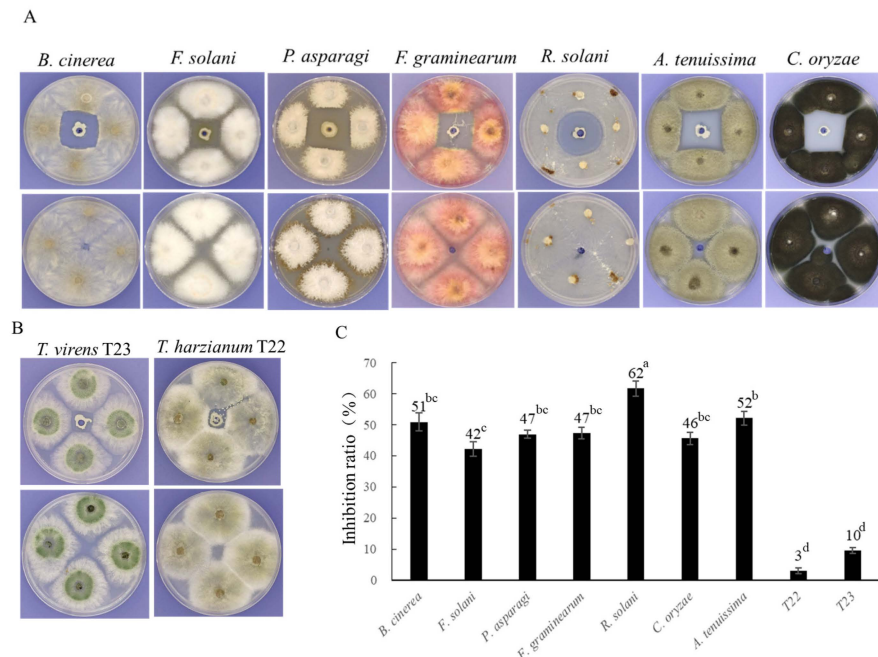 A
B. cinerea F. solani P. asparagi F. graminearum R. solani A. tenuissima C. oryzae
B
T. virens T23 T. harzianum T22
C
Inhibition ratio (%)
70
60
50
40
30
20
10
0
51bc
42c
47bc
47bc
62a
46bc
52b
3d
10d
B. cinerea
F. solani
P. asparagi
F. graminearum
R. solani
C. oryzae
A. tenuissima
T22
T23